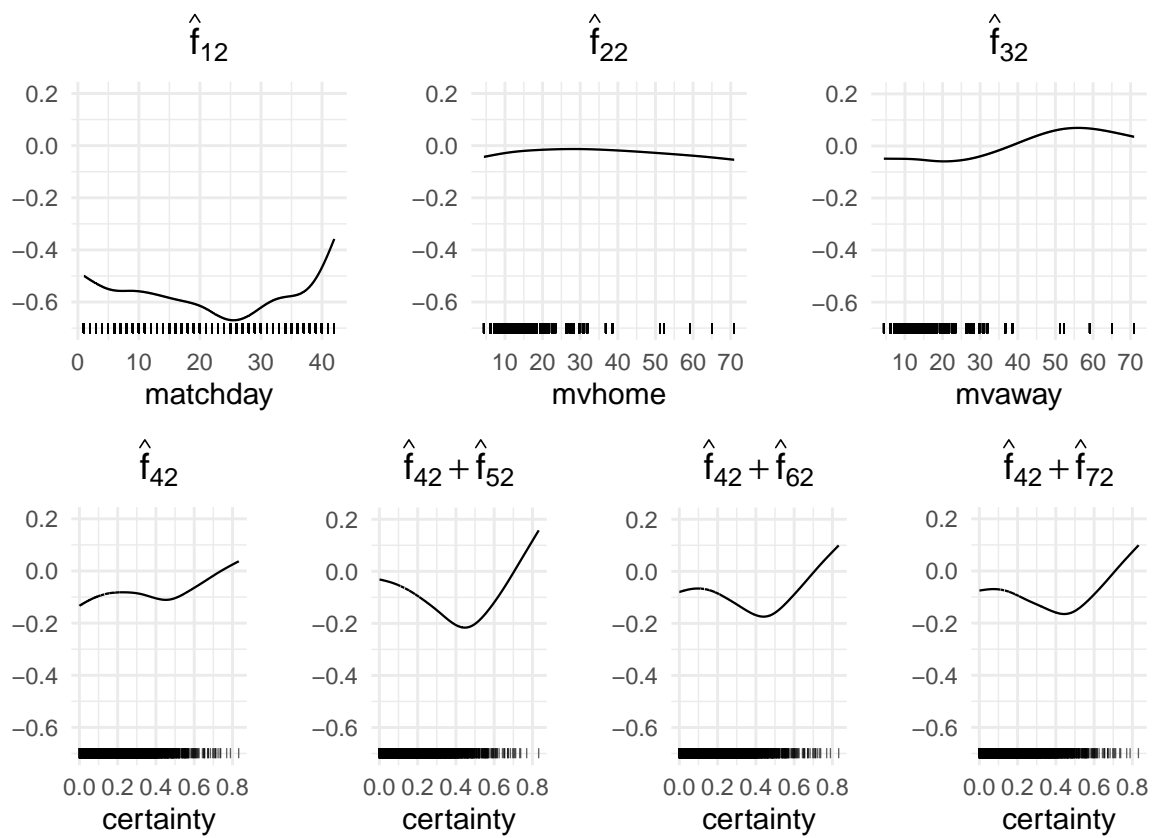 f̂₁₂ f̂₂₂ f̂₃₂
0.2 0.2 0.2
0.0 0.0 0.0
−0.2 −0.2 −0.2
−0.4 −0.4 −0.4
−0.6 −0.6 −0.6
0 10 20 30 40 10 20 30 40 50 60 70 10 20 30 40 50 60 70
matchday mvhome mvaway
f̂₄₂ f̂₄₂ + f̂₅₂ f̂₄₂ + f̂₆₂ f̂₄₂ + f̂₇₂
0.2 0.2 0.2 0.2
0.0 0.0 0.0 0.0
−0.2 −0.2 −0.2 −0.2
−0.4 −0.4 −0.4 −0.4
−0.6 −0.6 −0.6 −0.6
0.0 0.2 0.4 0.6 0.8 0.0 0.2 0.4 0.6 0.8 0.0 0.2 0.4 0.6 0.8 0.0 0.2 0.4 0.6 0.8
certainty certainty certainty certainty